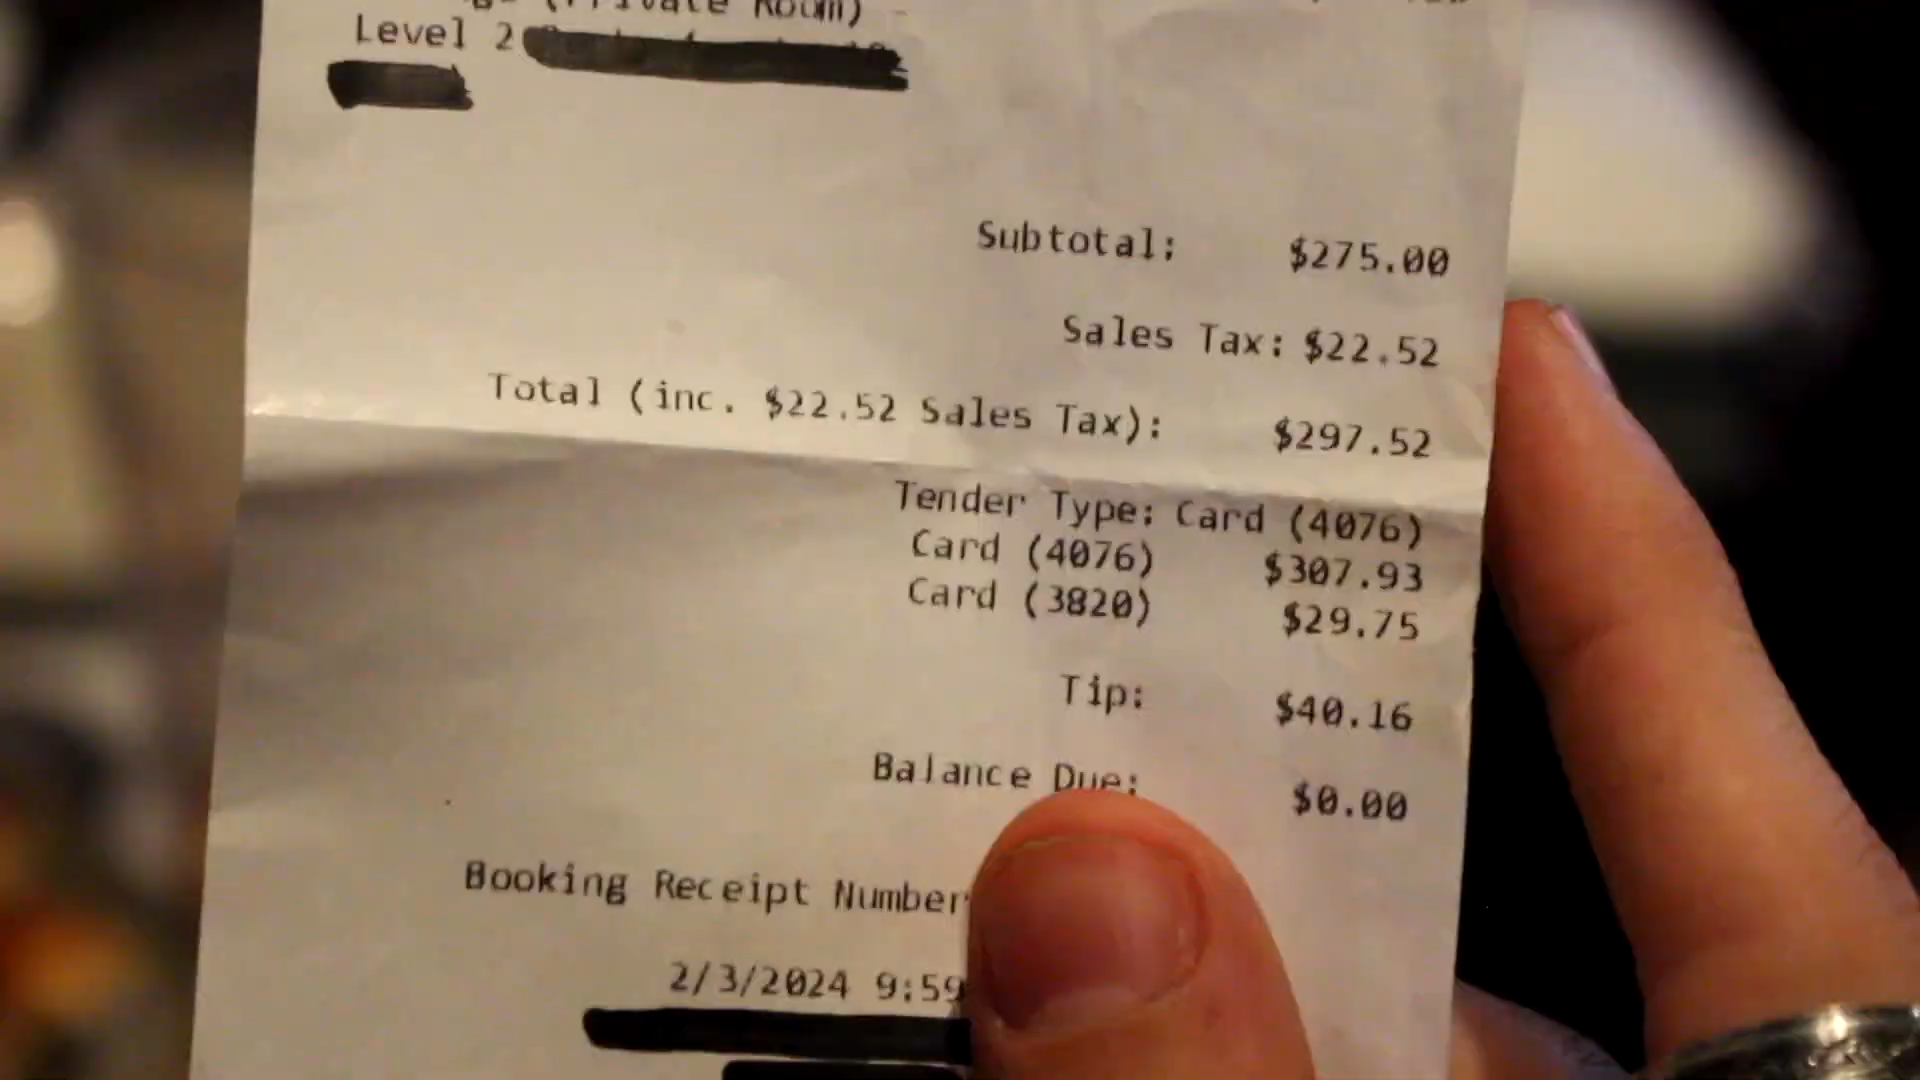 (Private Room)
Level 2
Subtotal: $275.00
Sales Tax: $22.52
Total (inc. $22.52 Sales Tax): $297.52
Tender Type: Card (4076)
Card (4076) $307.93
Card (3820) $29.75
Tip: $40.16
Balance Due: $0.00
Booking Receipt Number
2/3/2024 9:59